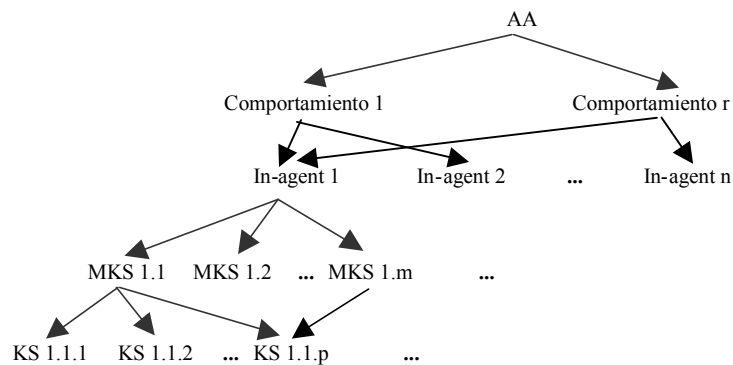 AA
Comportamiento 1 Comportamiento r
In-agent 1 In-agent 2 ... In-agent n
MKS 1.1 MKS 1.2 ... MKS 1.m ...
KS 1.1.1 KS 1.1.2 ... KS 1.1.p ...